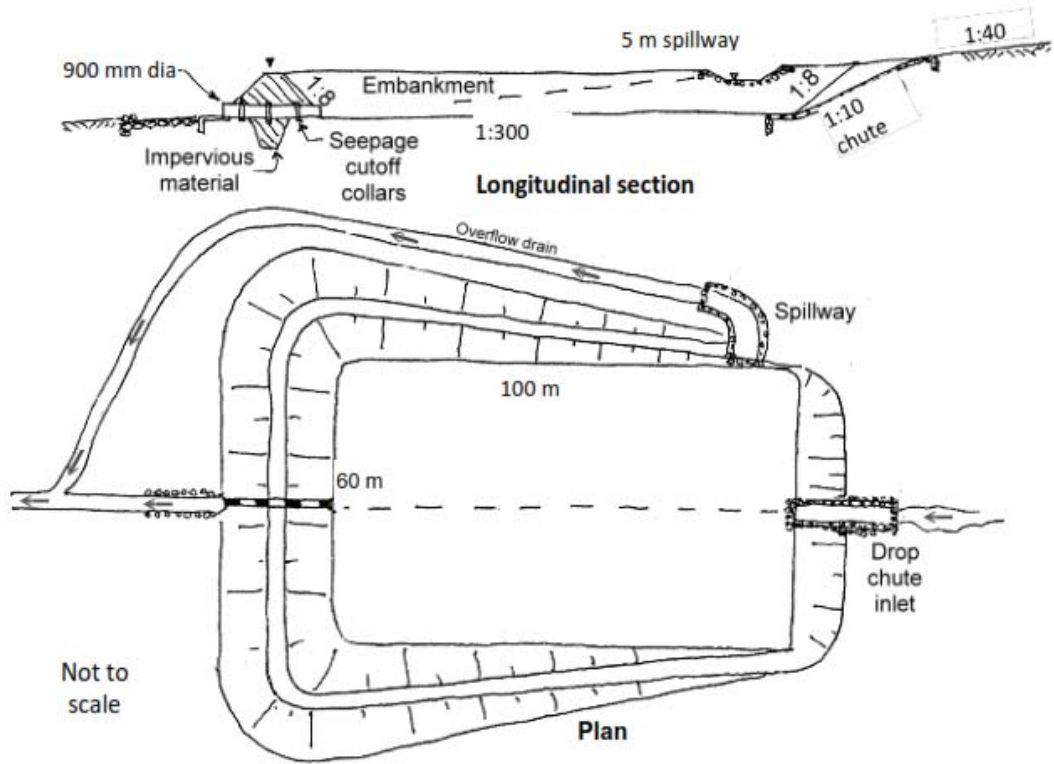 5 m spillway
1:40
900 mm dia
1:8
Embankment
1:8
1:300
1:10
chute
Impervious
material
Seepage
cutoff
collars
Longitudinal section
Overflow drain
Spillway
100 m
60 m
Drop
chute
inlet
Not to
scale
Plan